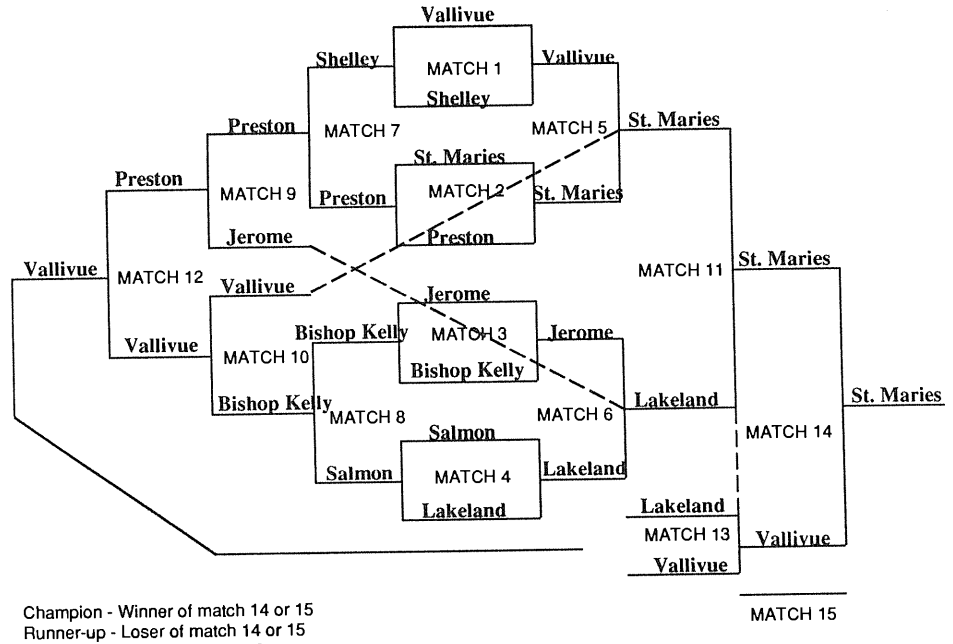 Vallivue
Shelley
MATCH 1
Vallivue
Shelley
Preston
MATCH 7
MATCH 5
St. Maries
St. Maries
Preston
MATCH 9
Preston
MATCH 2
St. Maries
Jerome
Preston
Vallivue
MATCH 12
MATCH 11
St. Maries
Vallivue
Jerome
Bishop Kelly
MATCH 3
Jerome
Vallivue
MATCH 10
Bishop Kelly
Bishop Kelly
MATCH 8
MATCH 6
Lakeland
St. Maries
Salmon
MATCH 14
Salmon
MATCH 4
Lakeland
Lakeland
Lakeland
MATCH 13
Vallivue
Vallivue
MATCH 15
Champion - Winner of match 14 or 15
Runner-up - Loser of match 14 or 15